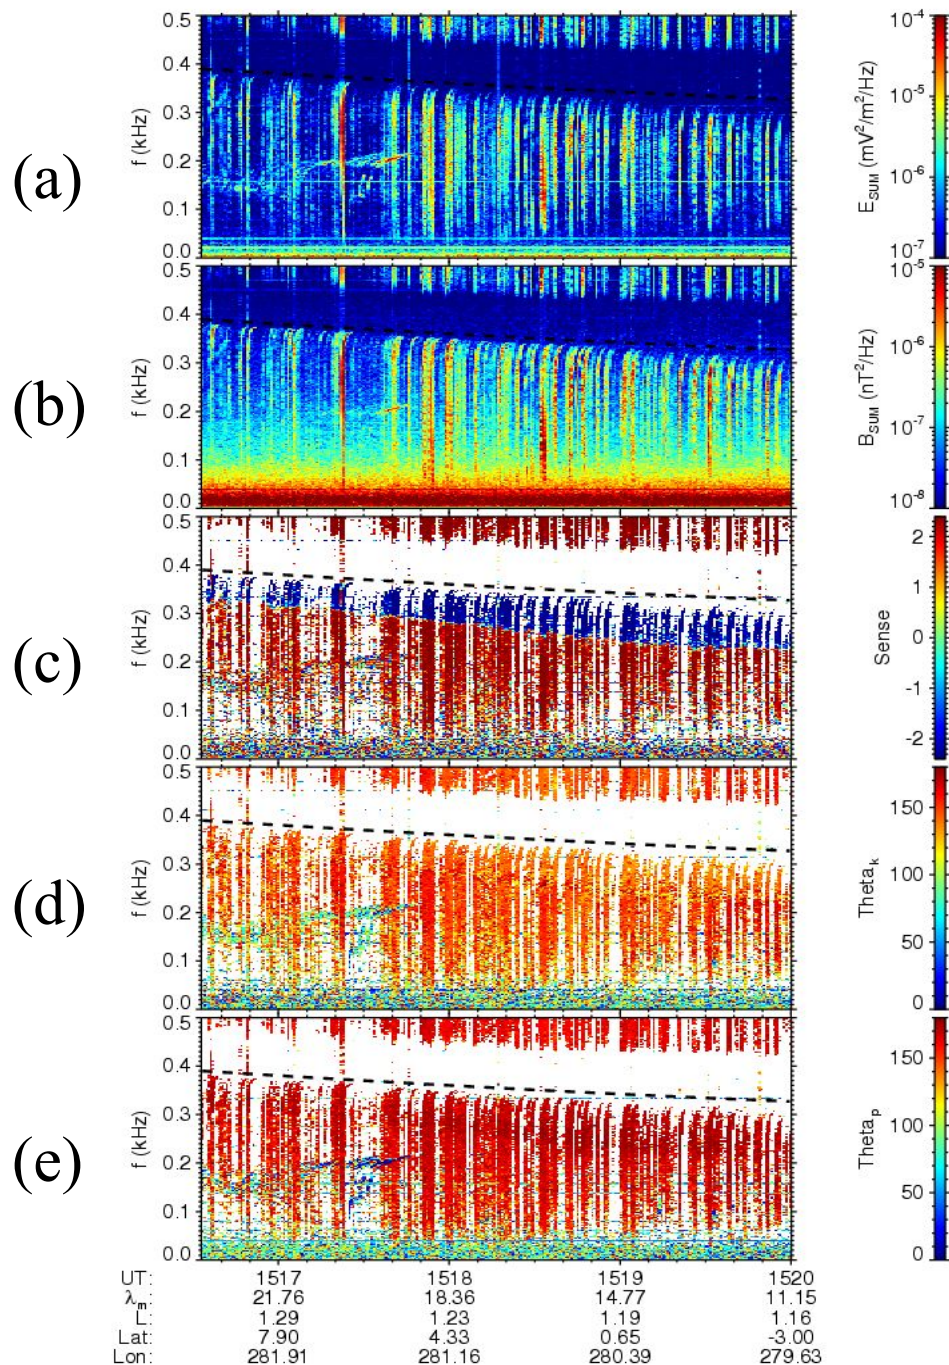 (a)
f (kHz)
0.5
0.4
0.3
0.2
0.1
0.0
10⁻⁴
10⁻⁵
10⁻⁶
10⁻⁷
E_SUM (mV²/m²/Hz)
(b)
f (kHz)
0.5
0.4
0.3
0.2
0.1
0.0
10⁻⁵
10⁻⁶
10⁻⁷
10⁻⁸
B_SUM (nT²/Hz)
(c)
f (kHz)
0.5
0.4
0.3
0.2
0.1
0.0
2
1
0
-1
-2
Sense
(d)
f (kHz)
0.5
0.4
0.3
0.2
0.1
0.0
150
100
50
0
Theta_k
(e)
f (kHz)
0.5
0.4
0.3
0.2
0.1
0.0
150
100
50
0
Theta_p
UT: 1517 1518 1519 1520
λₘ: 21.76 18.36 14.77 11.15
L: 1.29 1.23 1.19 1.16
Lat: 7.90 4.33 0.65 -3.00
Lon: 281.91 281.16 280.39 279.63